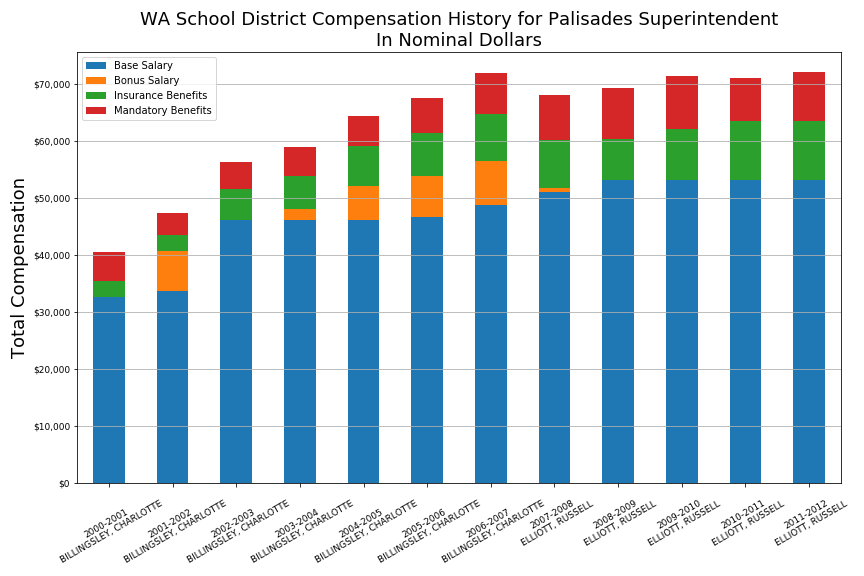 WA School District Compensation History for Palisades Superintendent
In Nominal Dollars
Base Salary
Bonus Salary
Insurance Benefits
Mandatory Benefits
Total Compensation
$70,000
$60,000
$50,000
$40,000
$30,000
$20,000
$10,000
$0
2000-2001
BILLINGSLEY, CHARLOTTE
2001-2002
BILLINGSLEY, CHARLOTTE
2002-2003
BILLINGSLEY, CHARLOTTE
2003-2004
BILLINGSLEY, CHARLOTTE
2004-2005
BILLINGSLEY, CHARLOTTE
2005-2006
BILLINGSLEY, CHARLOTTE
2006-2007
BILLINGSLEY, CHARLOTTE
2007-2008
ELLIOTT, RUSSELL
2008-2009
ELLIOTT, RUSSELL
2009-2010
ELLIOTT, RUSSELL
2010-2011
ELLIOTT, RUSSELL
2011-2012
ELLIOTT, RUSSELL